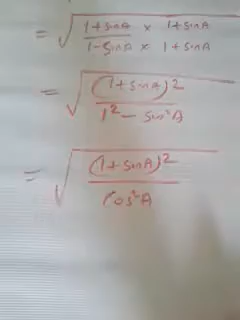 = √(1+sinA × 1+sinA / 1-sinA × 1+sinA)
= √((1+sinA)² / 1² - sin²A)
= √((1+sinA)² / cos²A)